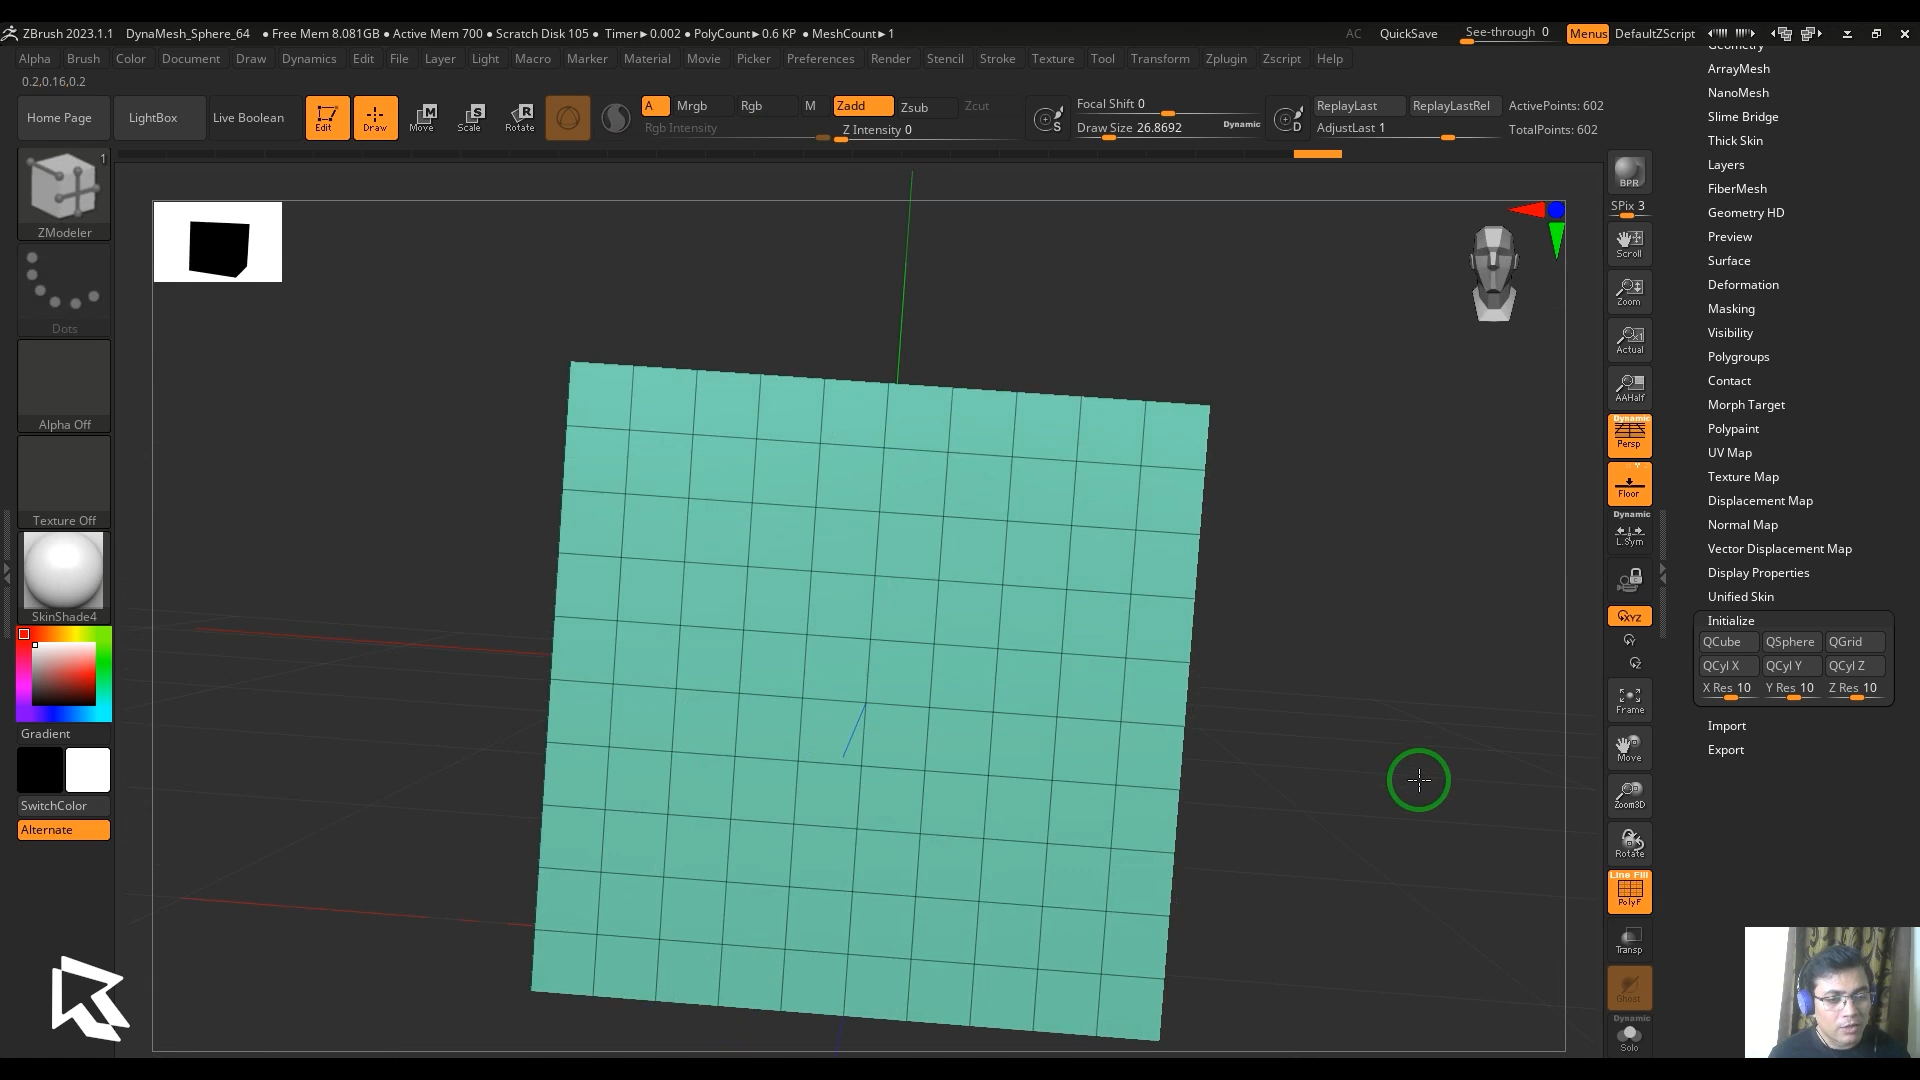 ZBrush 2023.1.1 DynaMesh_Sphere_64 ● Free Mem 8.081GB ● Active Mem 700 ● Scratch Disk 105 ● Timer►0.002 ● PolyCount►0.6 KP ● MeshCount►1 AC QuickSave See-through 0 Menus DefaultZScript
Alpha Brush Color Document Draw Dynamics Edit File Layer Light Macro Marker Material Movie Picker Preferences Render Stencil Stroke Texture Tool Transform Zplugin Zscript Help
0.2,0.16,0.2
Home Page LightBox Live Boolean Edit Draw Move Scale Rotate
A Mrgb Rgb M Zadd Zsub Zcut
Rgb Intensity Z Intensity 0
S Focal Shift 0
Draw Size 26.8692 Dynamic
D ReplayLast ReplayLastRel ActivePoints: 602
AdjustLast 1 TotalPoints: 602
1
ZModeler
Dots
Alpha Off
Texture Off
SkinShade4
Gradient
SwitchColor
Alternate
BPR
SPix 3
Scroll
Zoom
Actual
AAHalf
Dynamic
Persp
Floor
Dynamic
L.Sym
XYZ
Y
Z
Frame
Move
Zoom3D
Rotate
Line Fill
PolyF
Transp
Ghost
Dynamic
Solo
Geometry
ArrayMesh
NanoMesh
Slime Bridge
Thick Skin
Layers
FiberMesh
Geometry HD
Preview
Surface
Deformation
Masking
Visibility
Polygroups
Contact
Morph Target
Polypaint
UV Map
Texture Map
Displacement Map
Normal Map
Vector Displacement Map
Display Properties
Unified Skin
Initialize
QCube QSphere QGrid
QCyl X QCyl Y QCyl Z
X Res 10 Y Res 10 Z Res 10
Import
Export